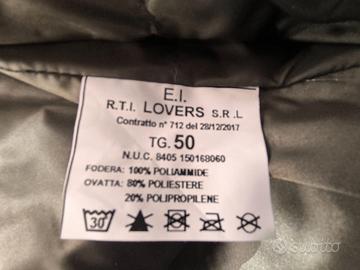 E.I.
R.T.I. LOVERS S.R.L
Contratto n° 712 del 28/12/2017
TG. 50
N.U.C. 8405 150168060
FODERA: 100% POLIAMMIDE
OVATTA: 80% POLIESTERE
20% POLIPROPILENE
30
subito